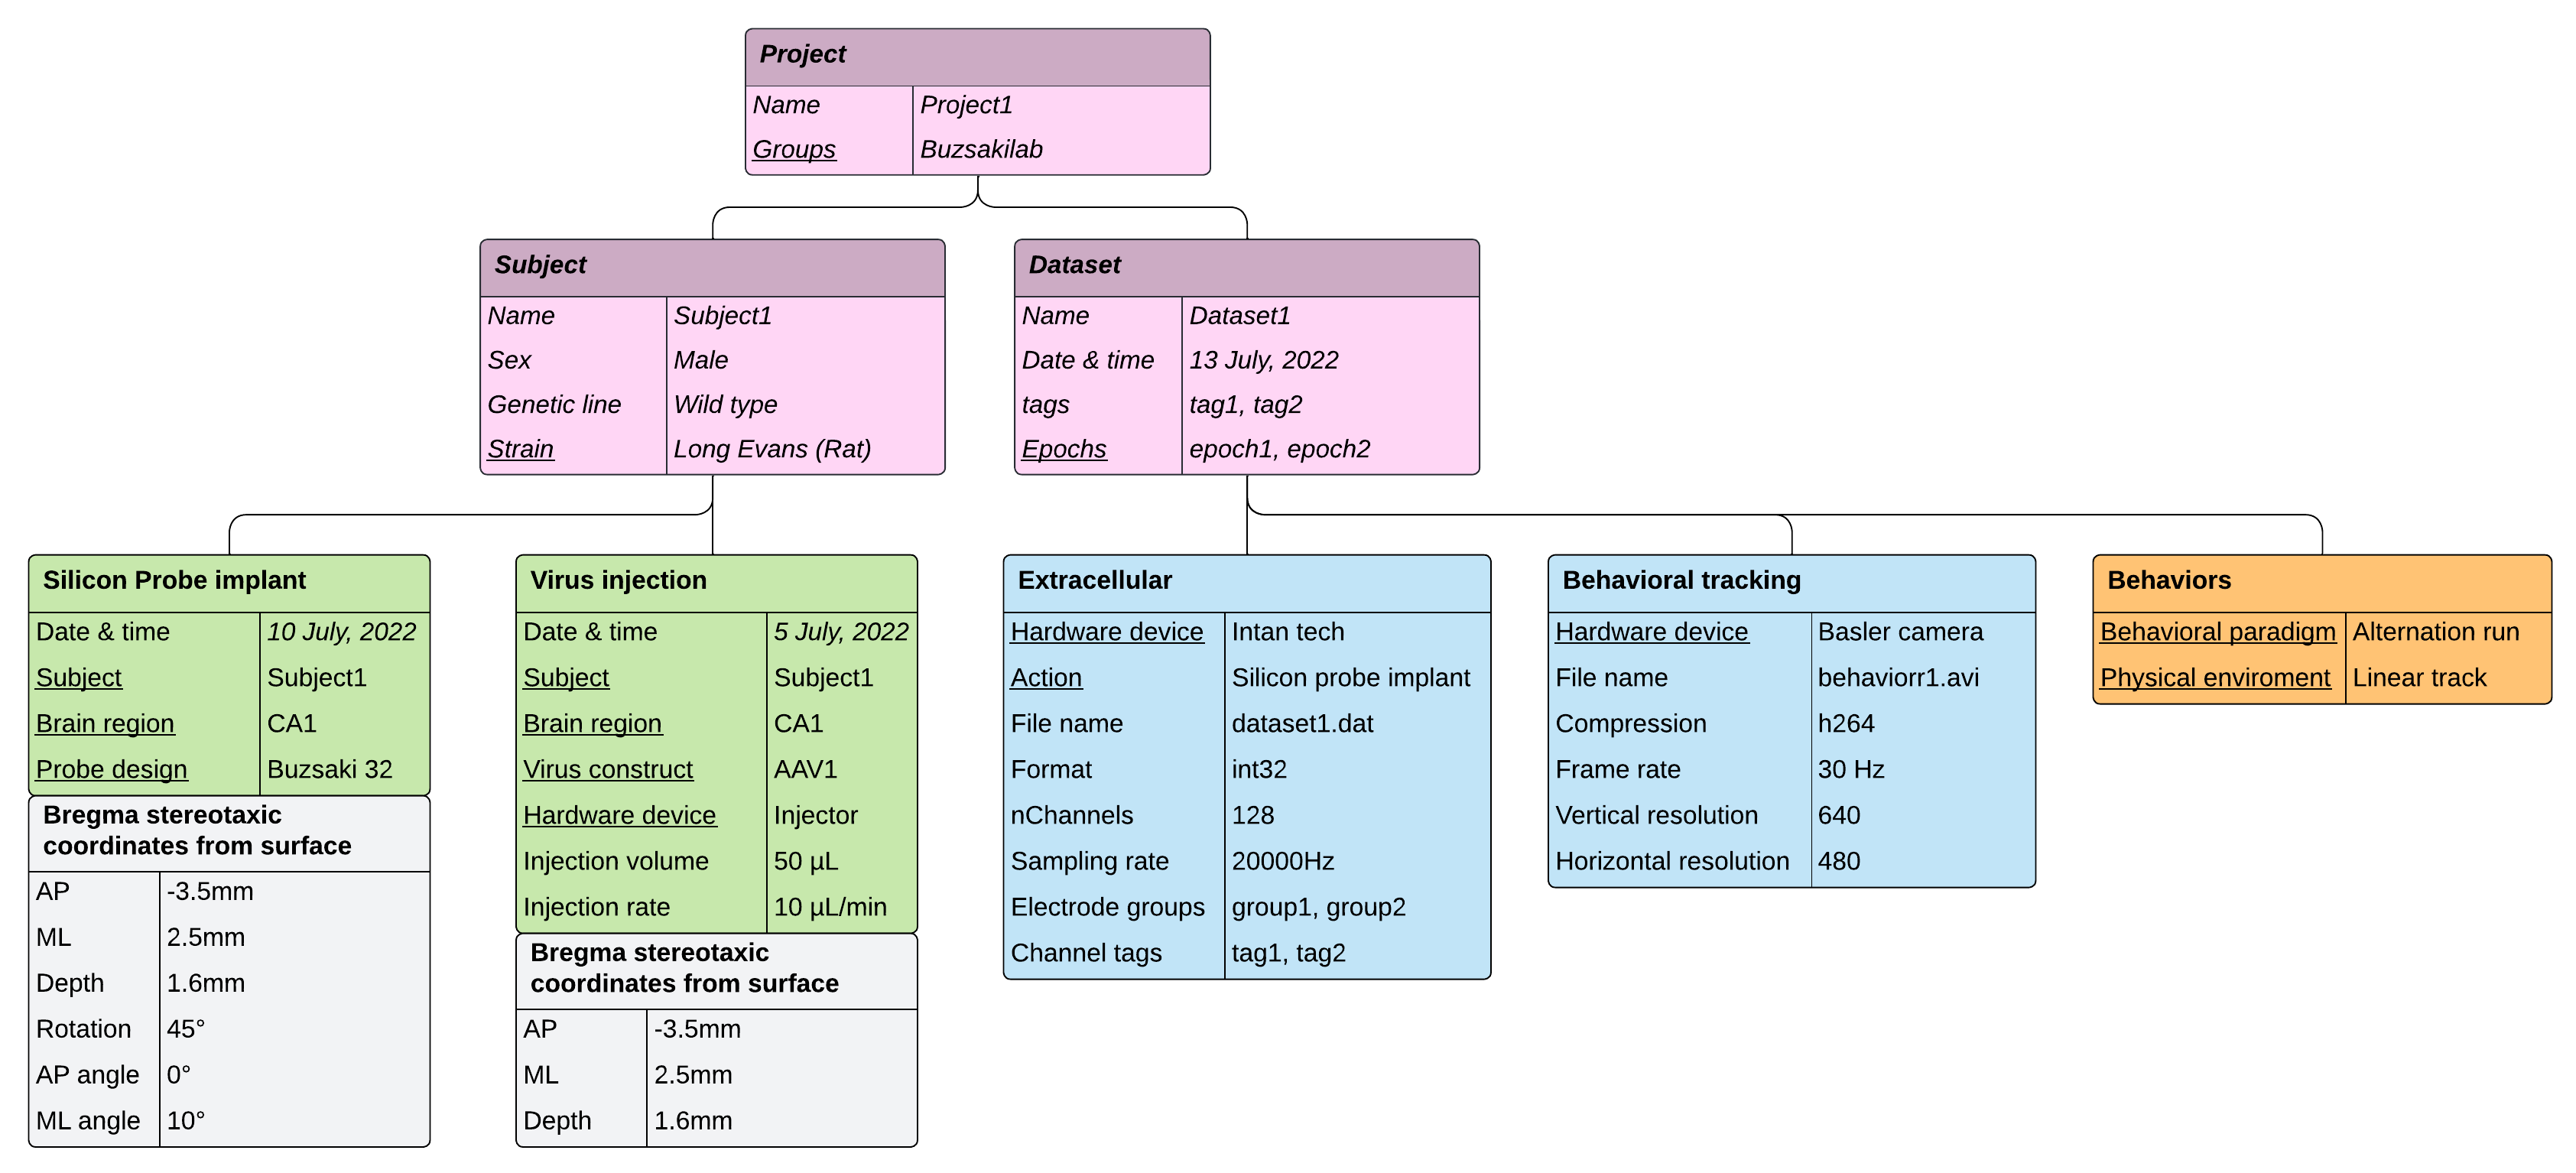 Project
Name Project1
Groups Buzsakilab
Subject
Name Subject1
Sex Male
Genetic line Wild type
Strain Long Evans (Rat)
Dataset
Name Dataset1
Date & time 13 July, 2022
tags tag1, tag2
Epochs epoch1, epoch2
Silicon Probe implant
Date & time 10 July, 2022
Subject Subject1
Brain region CA1
Probe design Buzsaki 32
Bregma stereotaxic
coordinates from surface
AP -3.5mm
ML 2.5mm
Depth 1.6mm
Rotation 45°
AP angle 0°
ML angle 10°
Virus injection
Date & time 5 July, 2022
Subject Subject1
Brain region CA1
Virus construct AAV1
Hardware device Injector
Injection volume 50 µL
Injection rate 10 µL/min
Bregma stereotaxic
coordinates from surface
AP -3.5mm
ML 2.5mm
Depth 1.6mm
Extracellular
Hardware device Intan tech
Action Silicon probe implant
File name dataset1.dat
Format int32
nChannels 128
Sampling rate 20000Hz
Electrode groups group1, group2
Channel tags tag1, tag2
Behavioral tracking
Hardware device Basler camera
File name behaviorr1.avi
Compression h264
Frame rate 30 Hz
Vertical resolution 640
Horizontal resolution 480
Behaviors
Behavioral paradigm Alternation run
Physical enviroment Linear track